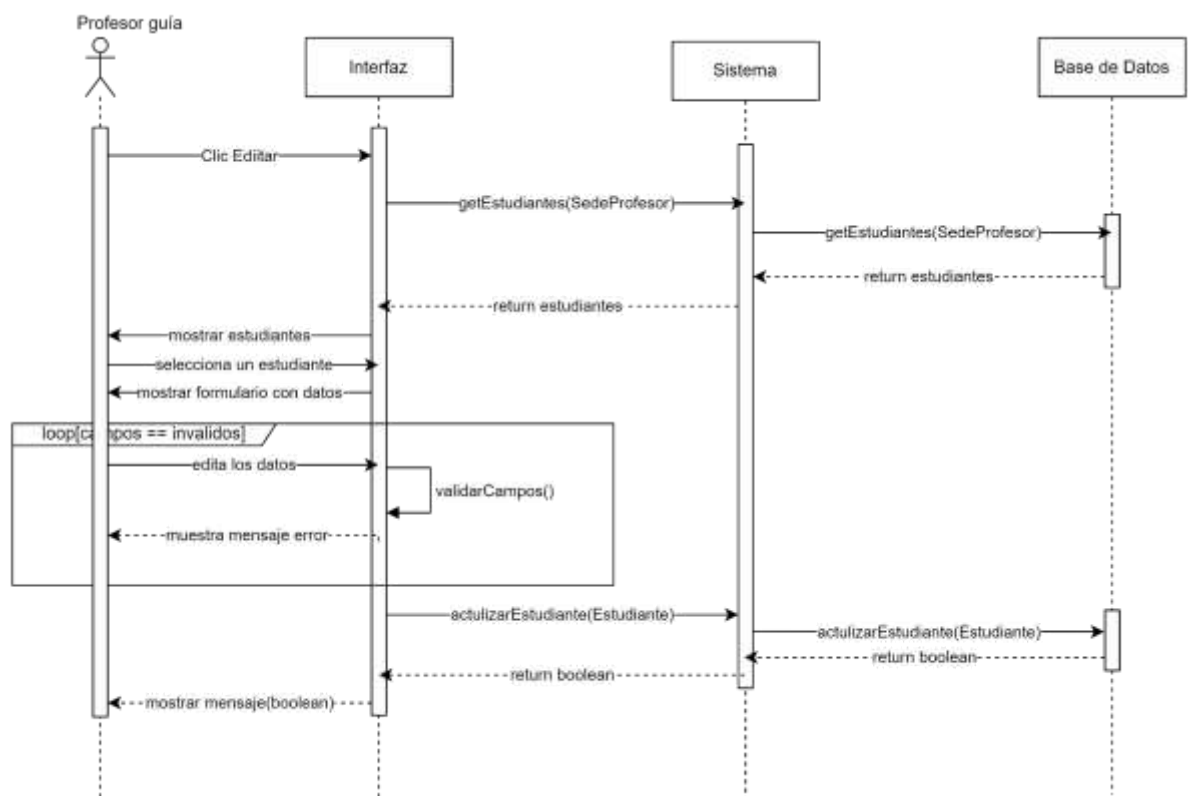 Profesor guía
Interfaz
Sistema
Base de Datos
Clic Ediitar
getEstudiantes(SedeProfesor)
getEstudiantes(SedeProfesor)
return estudiantes
return estudiantes
mostrar estudiantes
selecciona un estudiante
mostrar formulario con datos
loop[campos == invalidos]
edita los datos
validarCampos()
muestra mensaje error
actulizarEstudiante(Estudiante)
actulizarEstudiante(Estudiante)
return boolean
return boolean
mostrar mensaje(boolean)